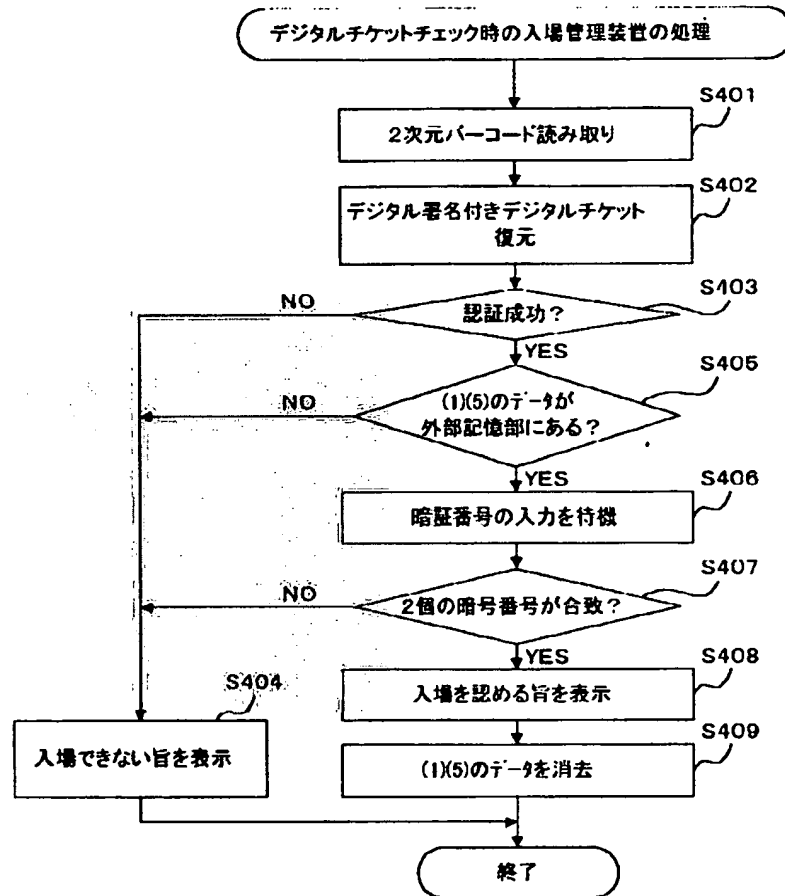 デジタルチケットチェック時の入場管理装置の処理
S401
2次元バーコード読み取り
S402
デジタル署名付きデジタルチケット
復元
S403
認証成功?
NO
YES
S405
(1)(5)のデータが
外部記憶部にある?
NO
YES
S406
暗証番号の入力を待機
S407
2個の暗号番号が合致?
NO
YES
S408
入場を認める旨を表示
S404
入場できない旨を表示
S409
(1)(5)のデータを消去
終了